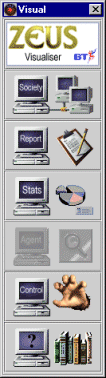 Visual
ZEUS
Visualiser BT
Society
Report
Stats
Agent
Control
?